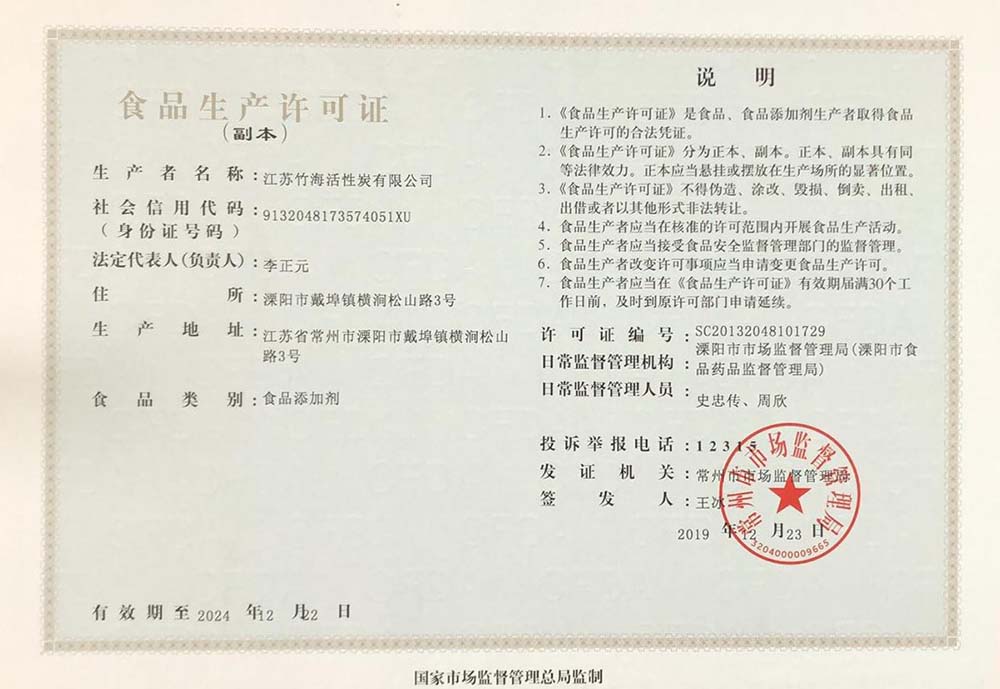 食品生产许可证
(副本)
生产者名称：江苏竹海活性炭有限公司
社会信用代码：9132048173574051XU
(身份证号码)
法定代表人(负责人)：李正元
住所：溧阳市戴埠镇横涧松山路3号
生产地址：江苏省常州市溧阳市戴埠镇横涧松山
路3号
食品类别：食品添加剂
有效期至2024年12月22日
说明
1.《食品生产许可证》是食品、食品添加剂生产者取得食品
生产许可的合法凭证。
2.《食品生产许可证》分为正本、副本。正本、副本具有同
等法律效力。正本应当悬挂或摆放在生产场所的显著位置。
3.《食品生产许可证》不得伪造、涂改、毁损、倒卖、出租、
出借或者以其他形式非法转让。
4. 食品生产者应当在核准的许可范围内开展食品生产活动。
5. 食品生产者应当接受食品安全监督管理部门的监督管理。
6. 食品生产者改变许可事项应当申请变更食品生产许可。
7. 食品生产者应当在《食品生产许可证》有效期届满30个工
作日前，及时到原许可部门申请延续。
许可证编号：SC20132048101729
日常监督管理机构：溧阳市市场监督管理局(溧阳市食
品药品监督管理局)
日常监督管理人员：史忠传、周欣
投诉举报电话：12315
发证机关：常州市市场监督管理局
签发人：王冰
2019年12月23日
常州市市场监督管理局
3204000009665
国家市场监督管理总局监制